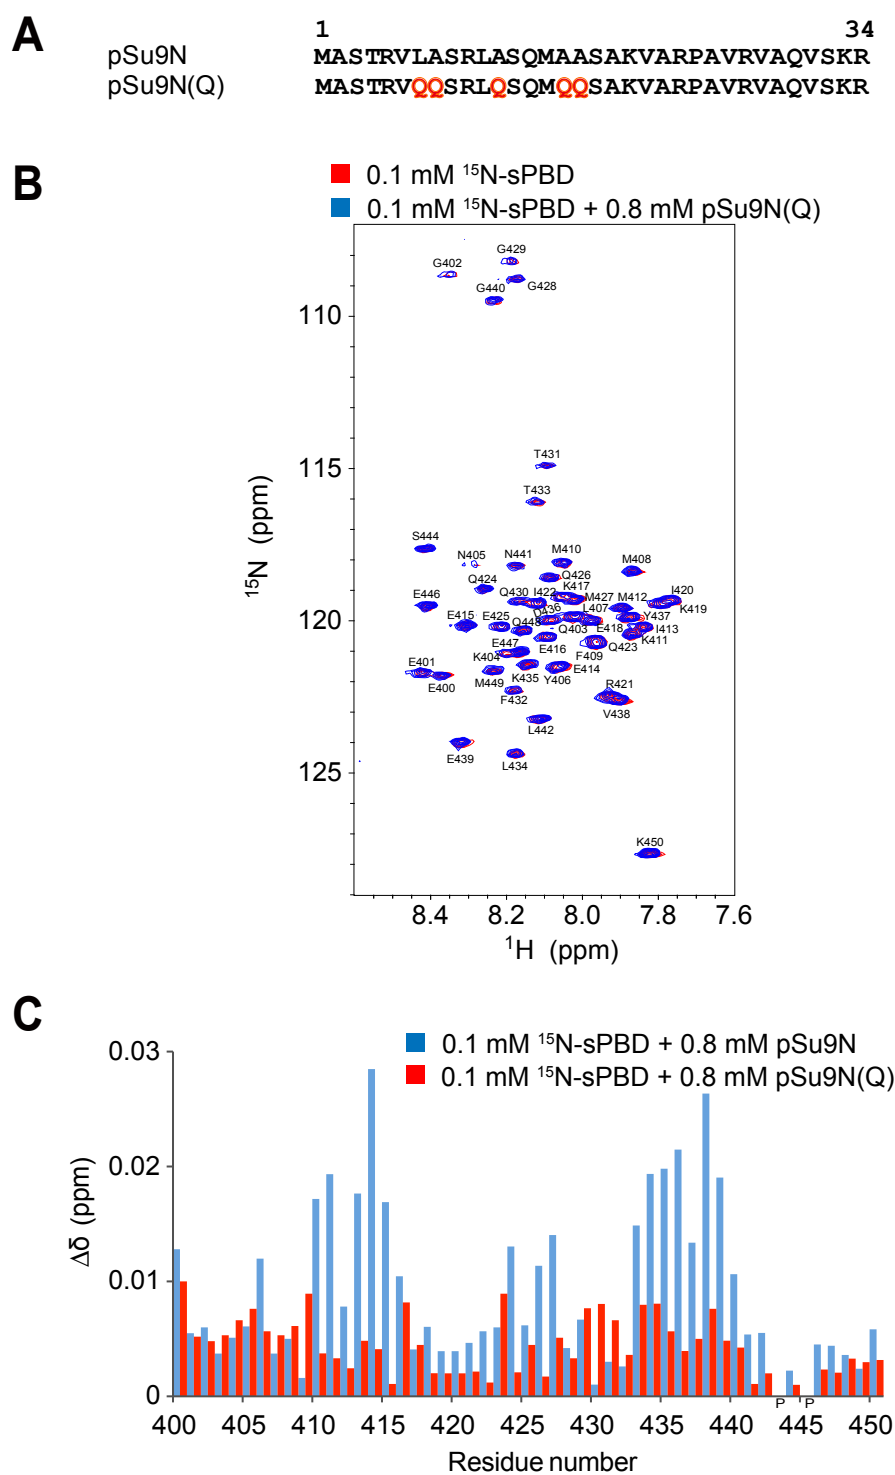 A
1 34
pSu9N MASTRVLASRLASQMAASAKVARPAVRVAQVSKR
pSu9N(Q) MASTRVQQSRLQSQMQQSAKVARPAVRVAQVSKR
B
0.1 mM ¹⁵N-sPBD
0.1 mM ¹⁵N-sPBD + 0.8 mM pSu9N(Q)
G429
G402
G428
G440
110
T431
115
T433
S444
N405
N441
M410
M408
Q424
Q426
K417
E446
Q430
I422
M427
M412
I420
K419
E415
E425
Q448
Q436
L407
Y437
I413
Q403
E418
K411
120
E447
E416
Q423
K404
F409
E401
E400
M449
K435
Y406
E414
F432
R421
V438
L442
E439
L434
125
K450
¹⁵N (ppm)
8.4 8.2 8.0 7.8 7.6
¹H (ppm)
C
0.1 mM ¹⁵N-sPBD + 0.8 mM pSu9N
0.1 mM ¹⁵N-sPBD + 0.8 mM pSu9N(Q)
0.03
0.02
0.01
0
Δδ (ppm)
P P
400 405 410 415 420 425 430 435 440 445 450
Residue number